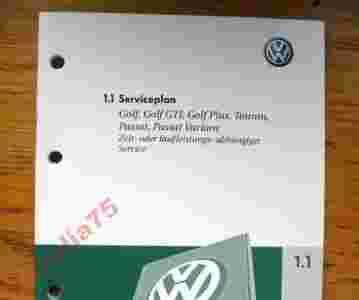 1.1 Serviceplan
Golf, Golf GTI, Golf Plus, Touran,
Passat, Passat Variant
Zeit- oder laufleistungs-abhängiger
Service
1.1